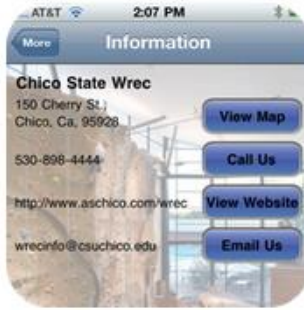 AT&T 2:07 PM
More Information
Chico State Wrec
150 Cherry St.
Chico, Ca, 95928
View Map
530-898-4444
Call Us
http://www.aschico.com/wrec
View Website
wrecinfo@csuchico.edu
Email Us